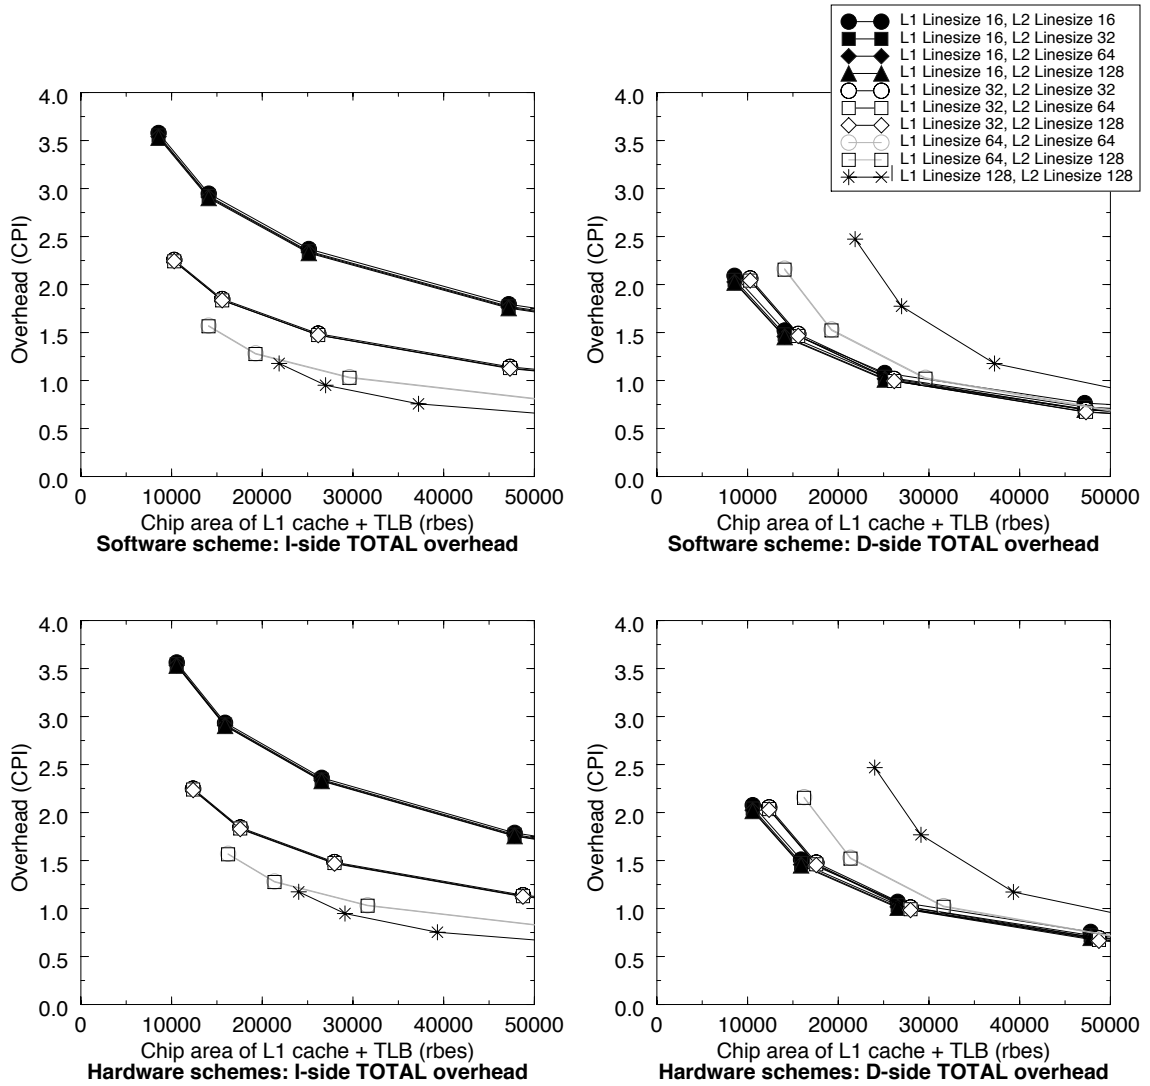 L1 Linesize 16, L2 Linesize 16
L1 Linesize 16, L2 Linesize 32
L1 Linesize 16, L2 Linesize 64
L1 Linesize 16, L2 Linesize 128
L1 Linesize 32, L2 Linesize 32
L1 Linesize 32, L2 Linesize 64
L1 Linesize 32, L2 Linesize 128
L1 Linesize 64, L2 Linesize 64
L1 Linesize 64, L2 Linesize 128
L1 Linesize 128, L2 Linesize 128
Overhead (CPI)
4.0
3.5
3.0
2.5
2.0
1.5
1.0
0.5
0.0
0 10000 20000 30000 40000 50000
Chip area of L1 cache + TLB (rbes)
Software scheme: I-side TOTAL overhead
Overhead (CPI)
4.0
3.5
3.0
2.5
2.0
1.5
1.0
0.5
0.0
0 10000 20000 30000 40000 50000
Chip area of L1 cache + TLB (rbes)
Software scheme: D-side TOTAL overhead
Overhead (CPI)
4.0
3.5
3.0
2.5
2.0
1.5
1.0
0.5
0.0
0 10000 20000 30000 40000 50000
Chip area of L1 cache + TLB (rbes)
Hardware schemes: I-side TOTAL overhead
Overhead (CPI)
4.0
3.5
3.0
2.5
2.0
1.5
1.0
0.5
0.0
0 10000 20000 30000 40000 50000
Chip area of L1 cache + TLB (rbes)
Hardware schemes: D-side TOTAL overhead